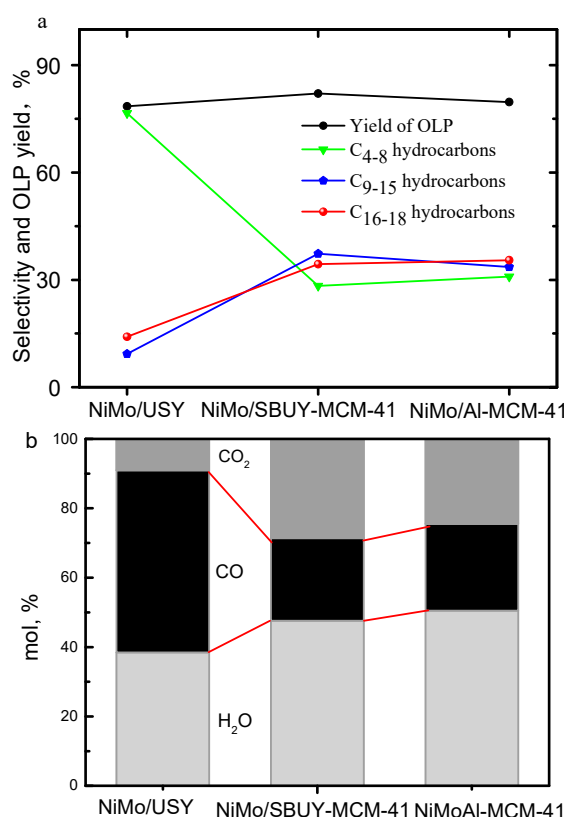 a
Selectivity and OLP yield, %
90
60
30
0
Yield of OLP
C4-8 hydrocarbons
C9-15 hydrocarbons
C16-18 hydrocarbons
NiMo/USY NiMo/SBUY-MCM-41 NiMo/Al-MCM-41
b
mol, %
100
80
60
40
20
0
CO2
CO
H2O
NiMo/USY NiMo/SBUY-MCM-41 NiMoAl-MCM-41